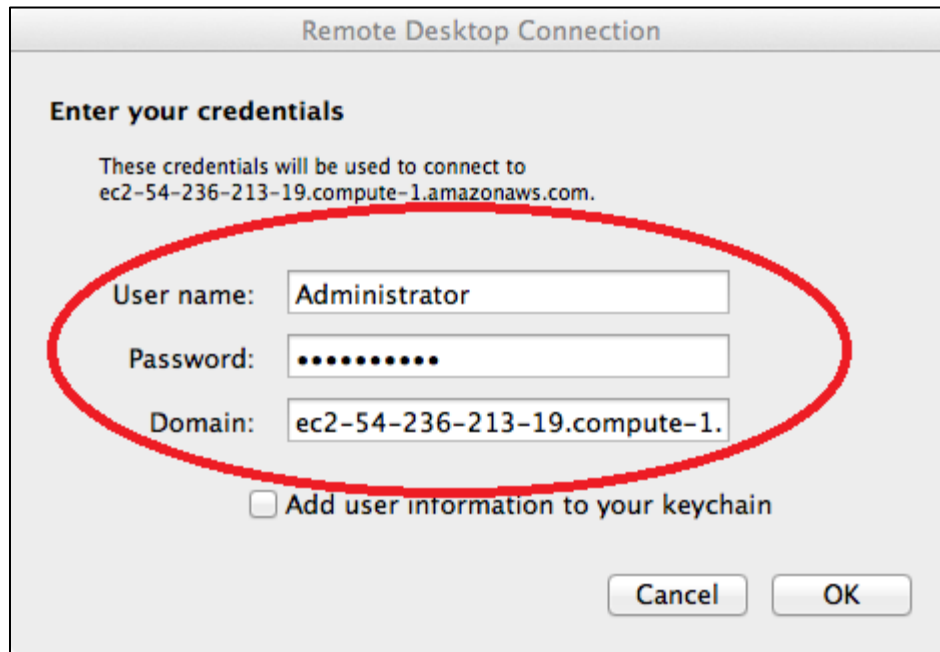 Remote Desktop Connection
Enter your credentials
These credentials will be used to connect to
ec2-54-236-213-19.compute-1.amazonaws.com.
User name: Administrator
Password: ••••••••••
Domain: ec2-54-236-213-19.compute-1.
Add user information to your keychain
Cancel OK